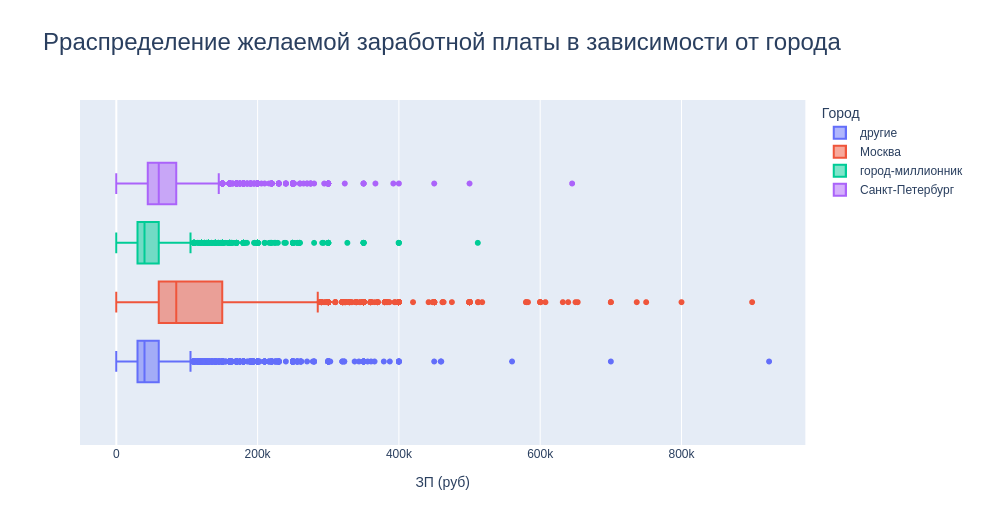 Рраспределение желаемой заработной платы в зависимости от города
Город
другие
Москва
город-миллионник
Санкт-Петербург
0
200k
400k
600k
800k
ЗП (руб)